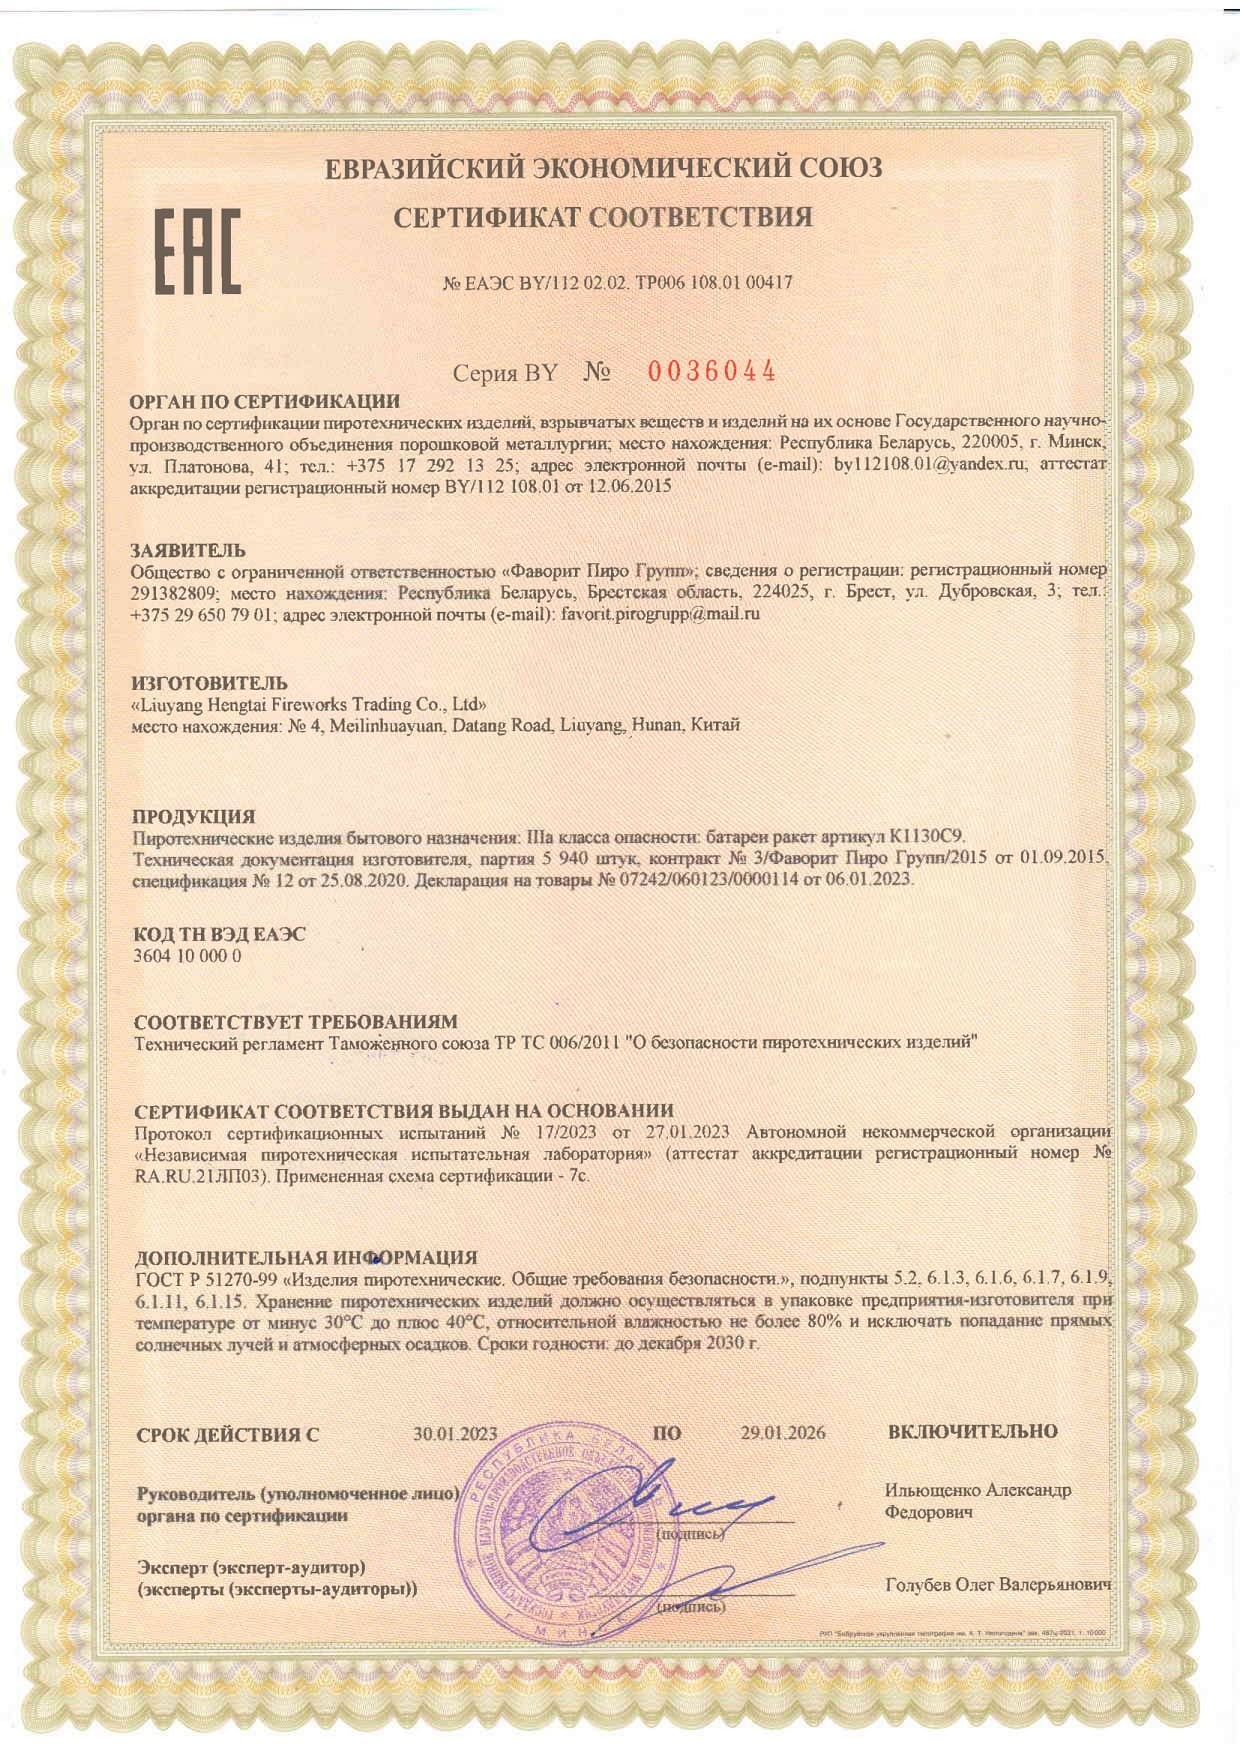 ЕВРАЗИЙСКИЙ ЭКОНОМИЧЕСКИЙ СОЮЗ
EAC
СЕРТИФИКАТ СООТВЕТСТВИЯ
№ ЕАЭС BY/112 02.02. ТР006 108.01 00417
Серия BY № 0036044
ОРГАН ПО СЕРТИФИКАЦИИ
Орган по сертификации пиротехнических изделий, взрывчатых веществ и изделий на их основе Государственного научно-
производственного объединения порошковой металлургии; место нахождения: Республика Беларусь, 220005, г. Минск,
ул. Платонова, 41; тел.: +375 17 292 13 25; адрес электронной почты (e-mail): by112108.01@yandex.ru; аттестат
аккредитации регистрационный номер BY/112 108.01 от 12.06.2015
ЗАЯВИТЕЛЬ
Общество с ограниченной ответственностью «Фаворит Пиро Групп»; сведения о регистрации: регистрационный номер
291382809; место нахождения: Республика Беларусь, Брестская область, 224025, г. Брест, ул. Дубровская, 3; тел.:
+375 29 650 79 01; адрес электронной почты (e-mail): favorit.pirogrupp@mail.ru
ИЗГОТОВИТЕЛЬ
«Liuyang Hengtai Fireworks Trading Co., Ltd»
место нахождения: № 4, Meilinhuayuan, Datang Road, Liuyang, Hunan, Китай
ПРОДУКЦИЯ
Пиротехнические изделия бытового назначения: IIIа класса опасности: батареи ракет артикул К1130С9.
Техническая документация изготовителя, партия 5 940 штук, контракт № 3/Фаворит Пиро Групп/2015 от 01.09.2015,
спецификация № 12 от 25.08.2020. Декларация на товары № 07242/060123/0000114 от 06.01.2023.
КОД ТН ВЭД ЕАЭС
3604 10 000 0
СООТВЕТСТВУЕТ ТРЕБОВАНИЯМ
Технический регламент Таможенного союза ТР ТС 006/2011 "О безопасности пиротехнических изделий"
СЕРТИФИКАТ СООТВЕТСТВИЯ ВЫДАН НА ОСНОВАНИИ
Протокол сертификационных испытаний № 17/2023 от 27.01.2023 Автономной некоммерческой организации
«Независимая пиротехническая испытательная лаборатория» (аттестат аккредитации регистрационный номер №
RA.RU.21ЛП03). Примененная схема сертификации - 7с.
ДОПОЛНИТЕЛЬНАЯ ИНФОРМАЦИЯ
ГОСТ Р 51270-99 «Изделия пиротехнические. Общие требования безопасности.», подпункты 5.2, 6.1.3, 6.1.6, 6.1.7, 6.1.9,
6.1.11, 6.1.15. Хранение пиротехнических изделий должно осуществляться в упаковке предприятия-изготовителя при
температуре от минус 30°С до плюс 40°С, относительной влажностью не более 80% и исключать попадание прямых
солнечных лучей и атмосферных осадков. Сроки годности: до декабря 2030 г.
СРОК ДЕЙСТВИЯ С 30.01.2023 ПО 29.01.2026 ВКЛЮЧИТЕЛЬНО
Руководитель (уполномоченное лицо)
органа по сертификации
(подпись)
Ильющенко Александр
Федорович
Эксперт (эксперт-аудитор)
(эксперты (эксперты-аудиторы))
(подпись)
Голубев Олег Валерьянович
РЕСПУБЛИКА БЕЛАРУСЬ
г. МИНСК